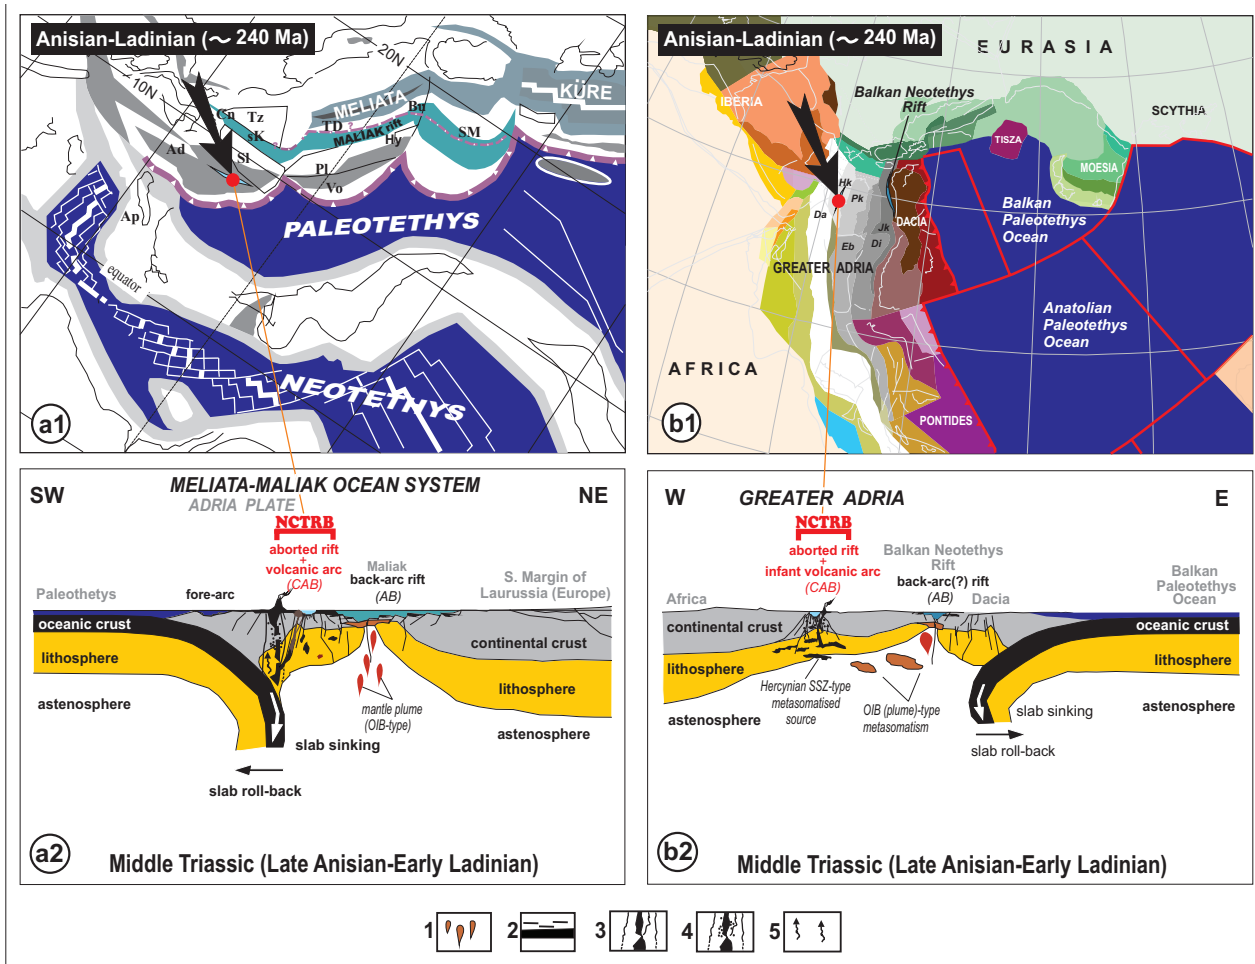 Anisian-Ladinian (~ 240 Ma)
20N
10N
KÜRE
MELIATA
Cn
Tz
Bu
TD
SM
sK
MALIAK rift
Hy
Ad
Sl
Pl
Vo
Ap
PALEOTETHYS
equator
NEOTETHYS
a1
Anisian-Ladinian (~ 240 Ma)
EURASIA
IBERIA
Balkan Neotethys
Rift
SCYTHIA
TISZA
MOESIA
Hk
Pk
Da
Jk
DACIA
Balkan
Paleotethys
Ocean
Eb
Di
GREATER ADRIA
Anatolian
Paleotethys
Ocean
AFRICA
PONTIDES
b1
SW
MELIATA-MALIAK OCEAN SYSTEM
NE
ADRIA PLATE
NCTRB
aborted rift
+
volcanic arc
(CAB)
Maliak
back-arc rift
(AB)
S. Margin of
Laurussia (Europe)
Paleothetys
fore-arc
oceanic crust
continental crust
lithosphere
lithosphere
astenosphere
mantle plume
(OIB-type)
astenosphere
slab sinking
slab roll-back
a2
Middle Triassic (Late Anisian-Early Ladinian)
W
GREATER ADRIA
E
NCTRB
aborted rift
+
infant volcanic arc
(CAB)
Balkan Neotethys
Rift
back-arc(?) rift
(AB)
Balkan
Paleotethys
Ocean
Africa
Dacia
continental crust
oceanic crust
lithosphere
lithosphere
astenosphere
Hercynian SSZ-type
metasomatised
source
OIB (plume)-type
metasomatism
slab sinking
astenosphere
slab roll-back
b2
Middle Triassic (Late Anisian-Early Ladinian)
1
2
3
4
5